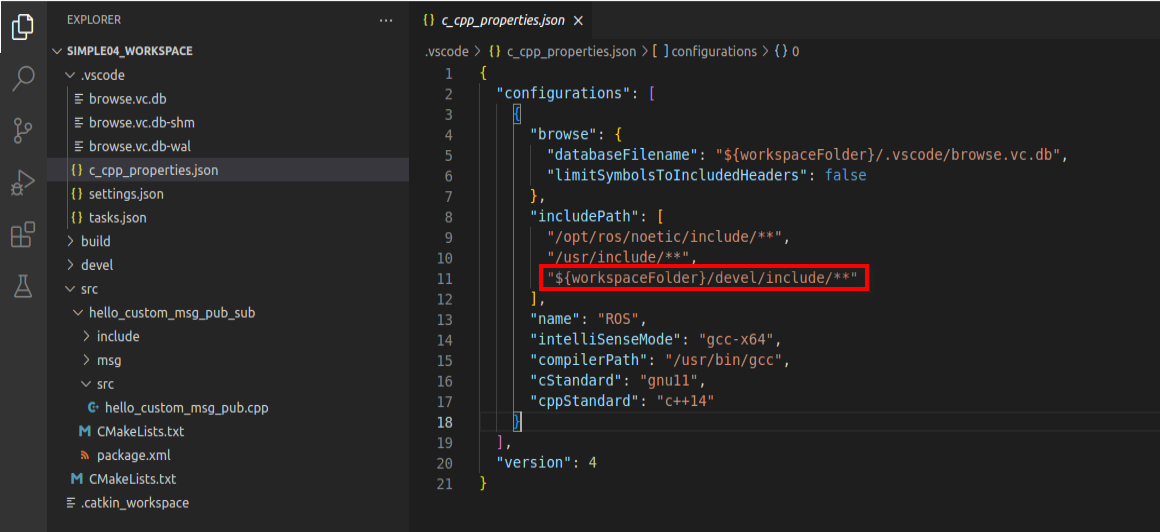 EXPLORER
SIMPLE04_WORKSPACE
.vscode
browse.vc.db
browse.vc.db-shm
browse.vc.db-wal
{} c_cpp_properties.json
{} settings.json
{} tasks.json
build
devel
src
hello_custom_msg_pub_sub
include
msg
src
hello_custom_msg_pub.cpp
M CMakeLists.txt
package.xml
M CMakeLists.txt
.catkin_workspace
{} c_cpp_properties.json ×
.vscode > {} c_cpp_properties.json > [ ] configurations > {} 0
1 {
2 "configurations": [
3 {
4 "browse": {
5 "databaseFilename": "${workspaceFolder}/.vscode/browse.vc.db",
6 "limitSymbolsToIncludedHeaders": false
7 },
8 "includePath": [
9 "/opt/ros/noetic/include/**",
10 "/usr/include/**",
11 "${workspaceFolder}/devel/include/**"
12 ],
13 "name": "ROS",
14 "intelliSenseMode": "gcc-x64",
15 "compilerPath": "/usr/bin/gcc",
16 "cStandard": "gnu11",
17 "cppStandard": "c++14"
18 }
19 ],
20 "version": 4
21 }